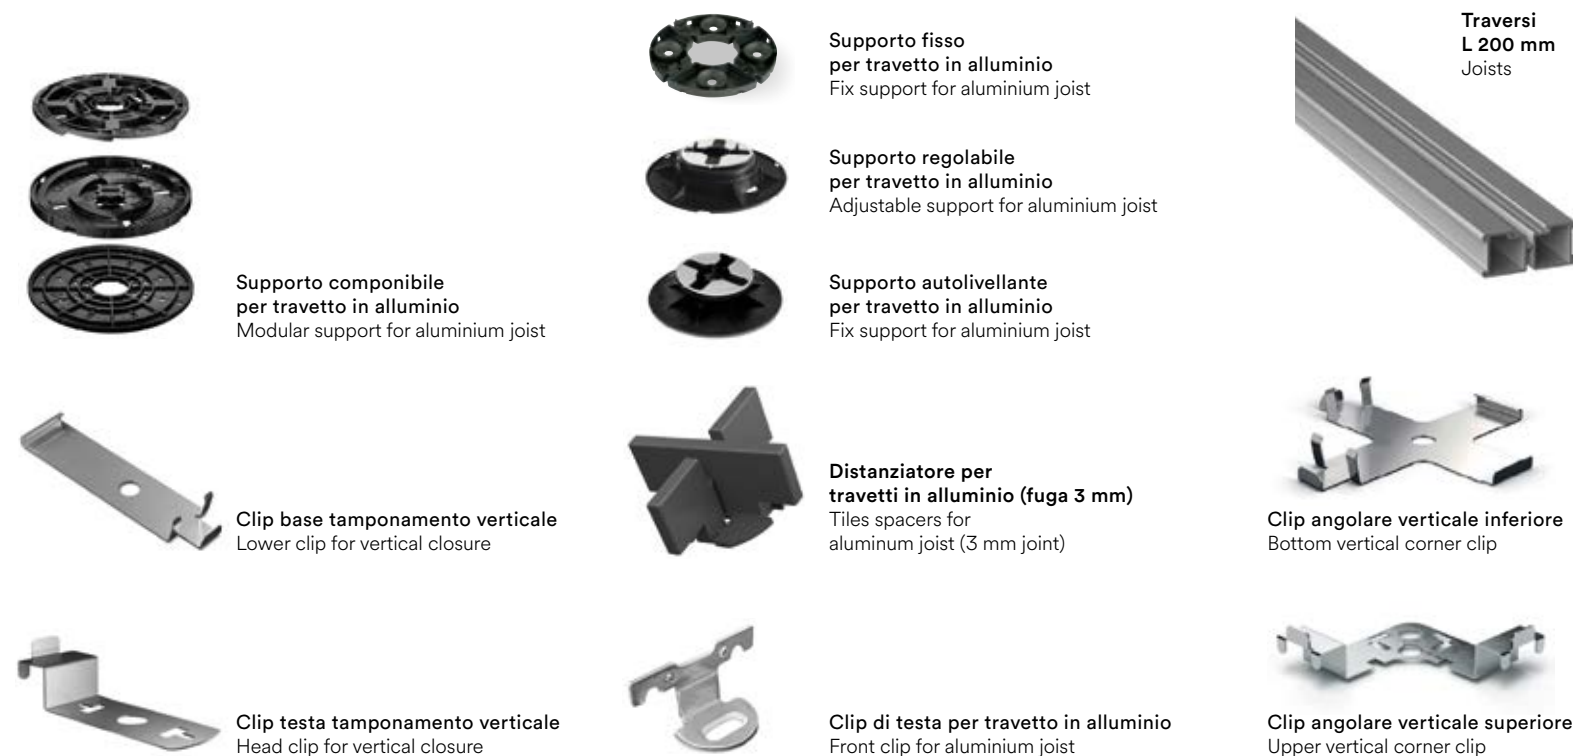 Supporto componibile
per travetto in alluminio
Modular support for aluminium joist
Supporto fisso
per travetto in alluminio
Fix support for aluminium joist
Supporto regolabile
per travetto in alluminio
Adjustable support for aluminium joist
Supporto autolivellante
per travetto in alluminio
Fix support for aluminium joist
Traversi
L 200 mm
Joists
Clip base tamponamento verticale
Lower clip for vertical closure
Distanziatore per
travetti in alluminio (fuga 3 mm)
Tiles spacers for
aluminum joist (3 mm joint)
Clip angolare verticale inferiore
Bottom vertical corner clip
Clip testa tamponamento verticale
Head clip for vertical closure
Clip di testa per travetto in alluminio
Front clip for aluminium joist
Clip angolare verticale superiore
Upper vertical corner clip